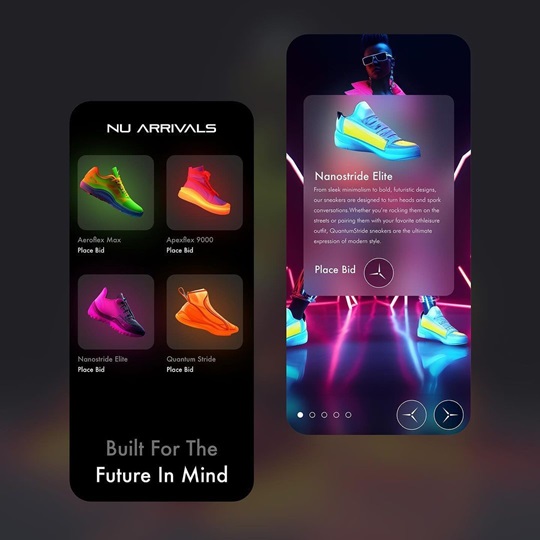 NU ARRIVALS
Aeroflex Max
Place Bid
Apexflex 9000
Place Bid
Nanostride Elite
Place Bid
Quantum Stride
Place Bid
Built For The
Future In Mind
Nanostride Elite
From sleek minimalism to bold, futuristic designs,
our sneakers are designed to turn heads and spark
conversations.Whether you're rocking them on the
streets or pairing them with your favorite athleisure
outfit, QuantumStride sneakers are the ultimate
expression of modern style.
Place Bid